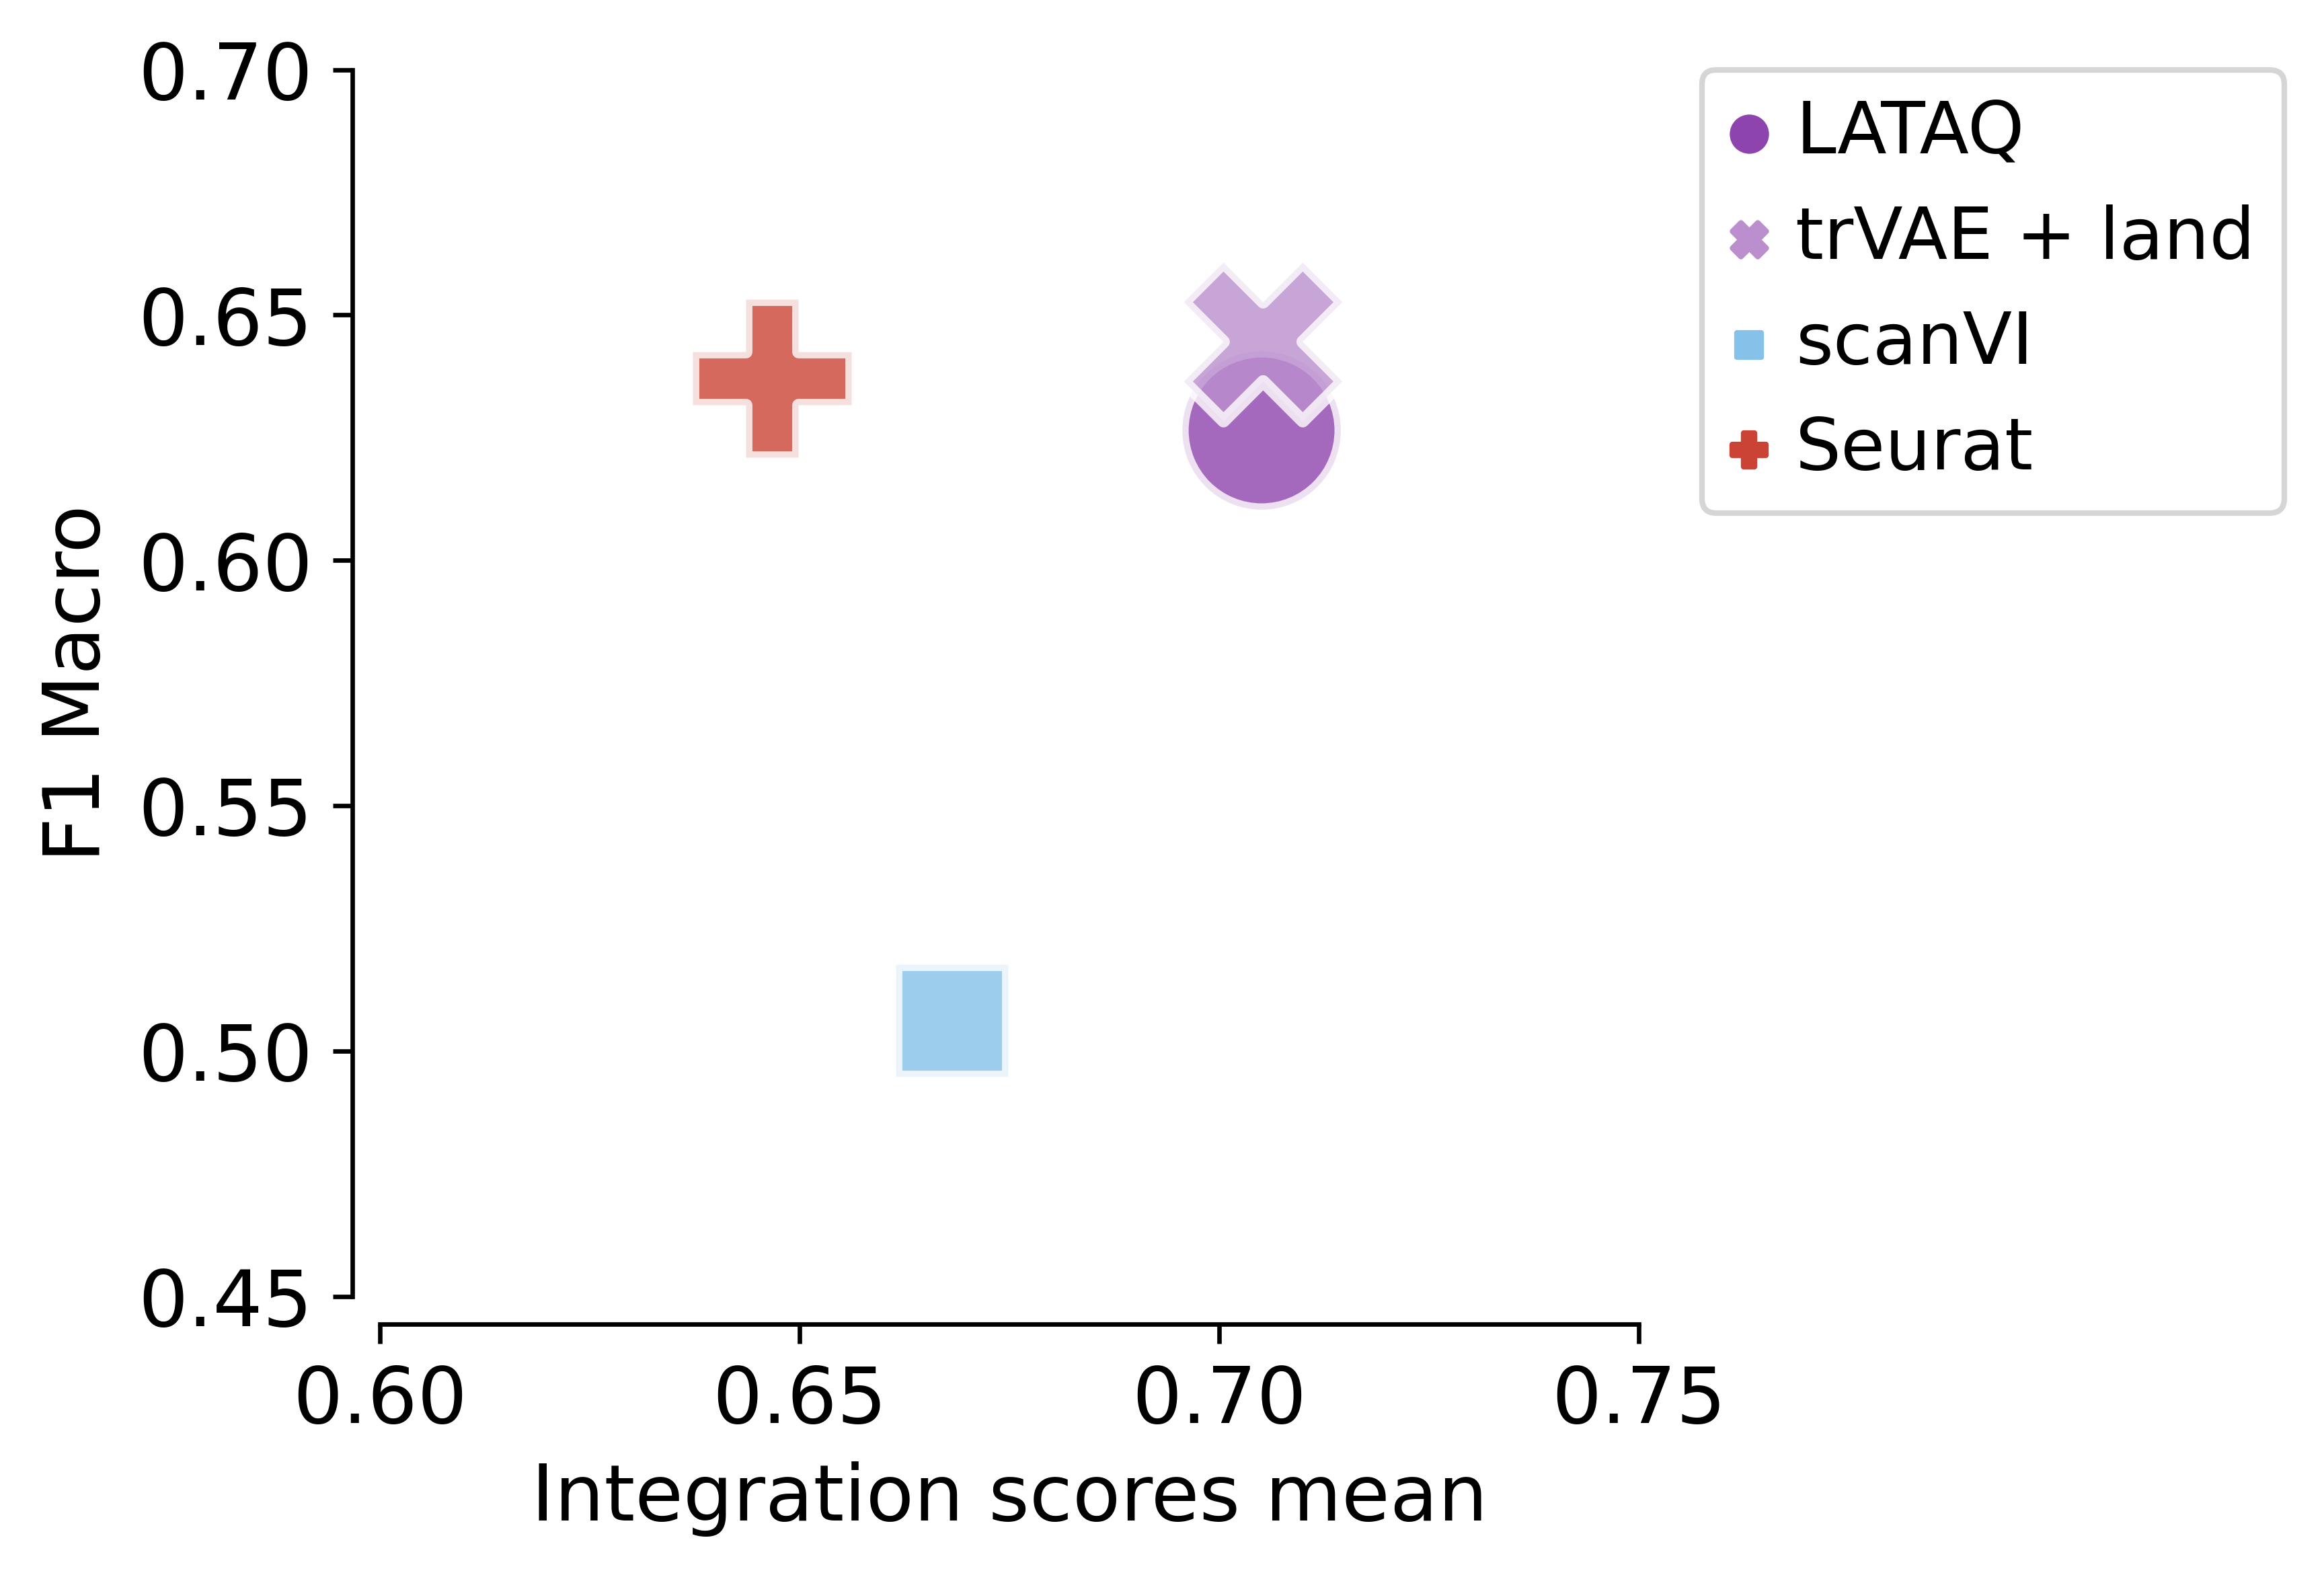 0.70
0.65
0.60
0.55
0.50
0.45
F1 Macro
0.60 0.65 0.70 0.75
Integration scores mean
LATAQ
trVAE + land
scanVI
Seurat